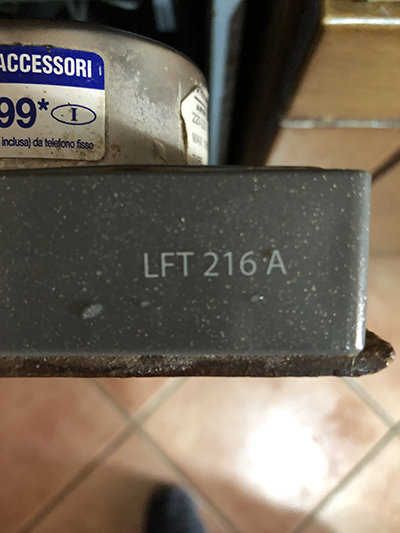 ACCESSORI
99* I
inclusa) da telefono fisso
LFT 216 A